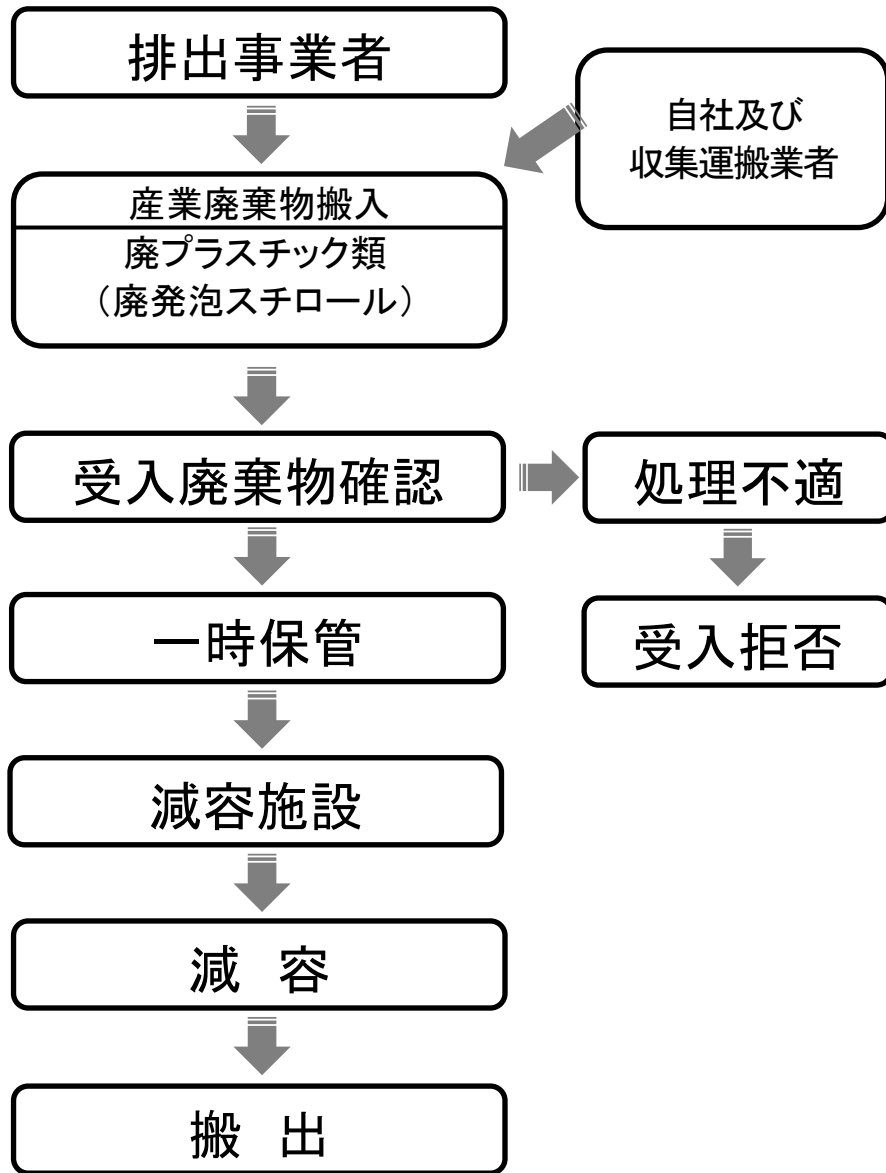 排出事業者
自社及び
収集運搬業者
産業廃棄物搬入
廃プラスチック類
（廃発泡スチロール）
受入廃棄物確認
処理不適
一時保管
受入拒否
減容施設
減　容
搬　出